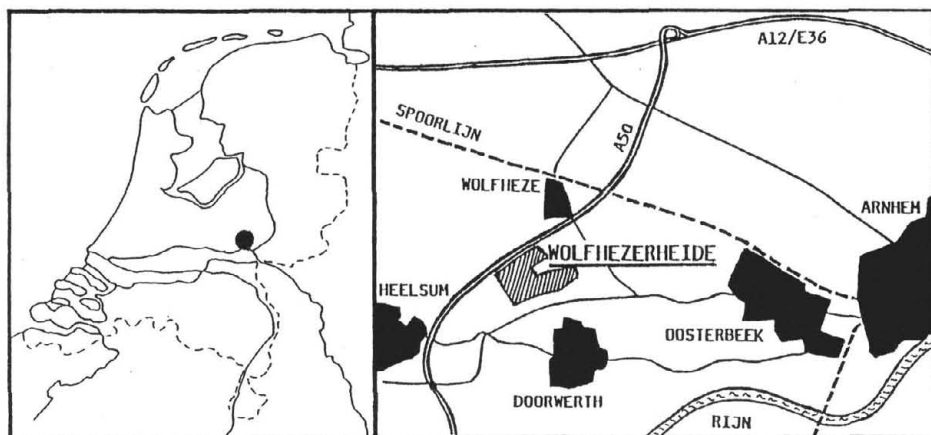 A12/E36
SPOORLIJN
A50
WOLFHEZE
ARNHEM
WOLFHEZERHEIDE
HEELSUM
OOSTERBEEK
DOORWERTH
RIJN